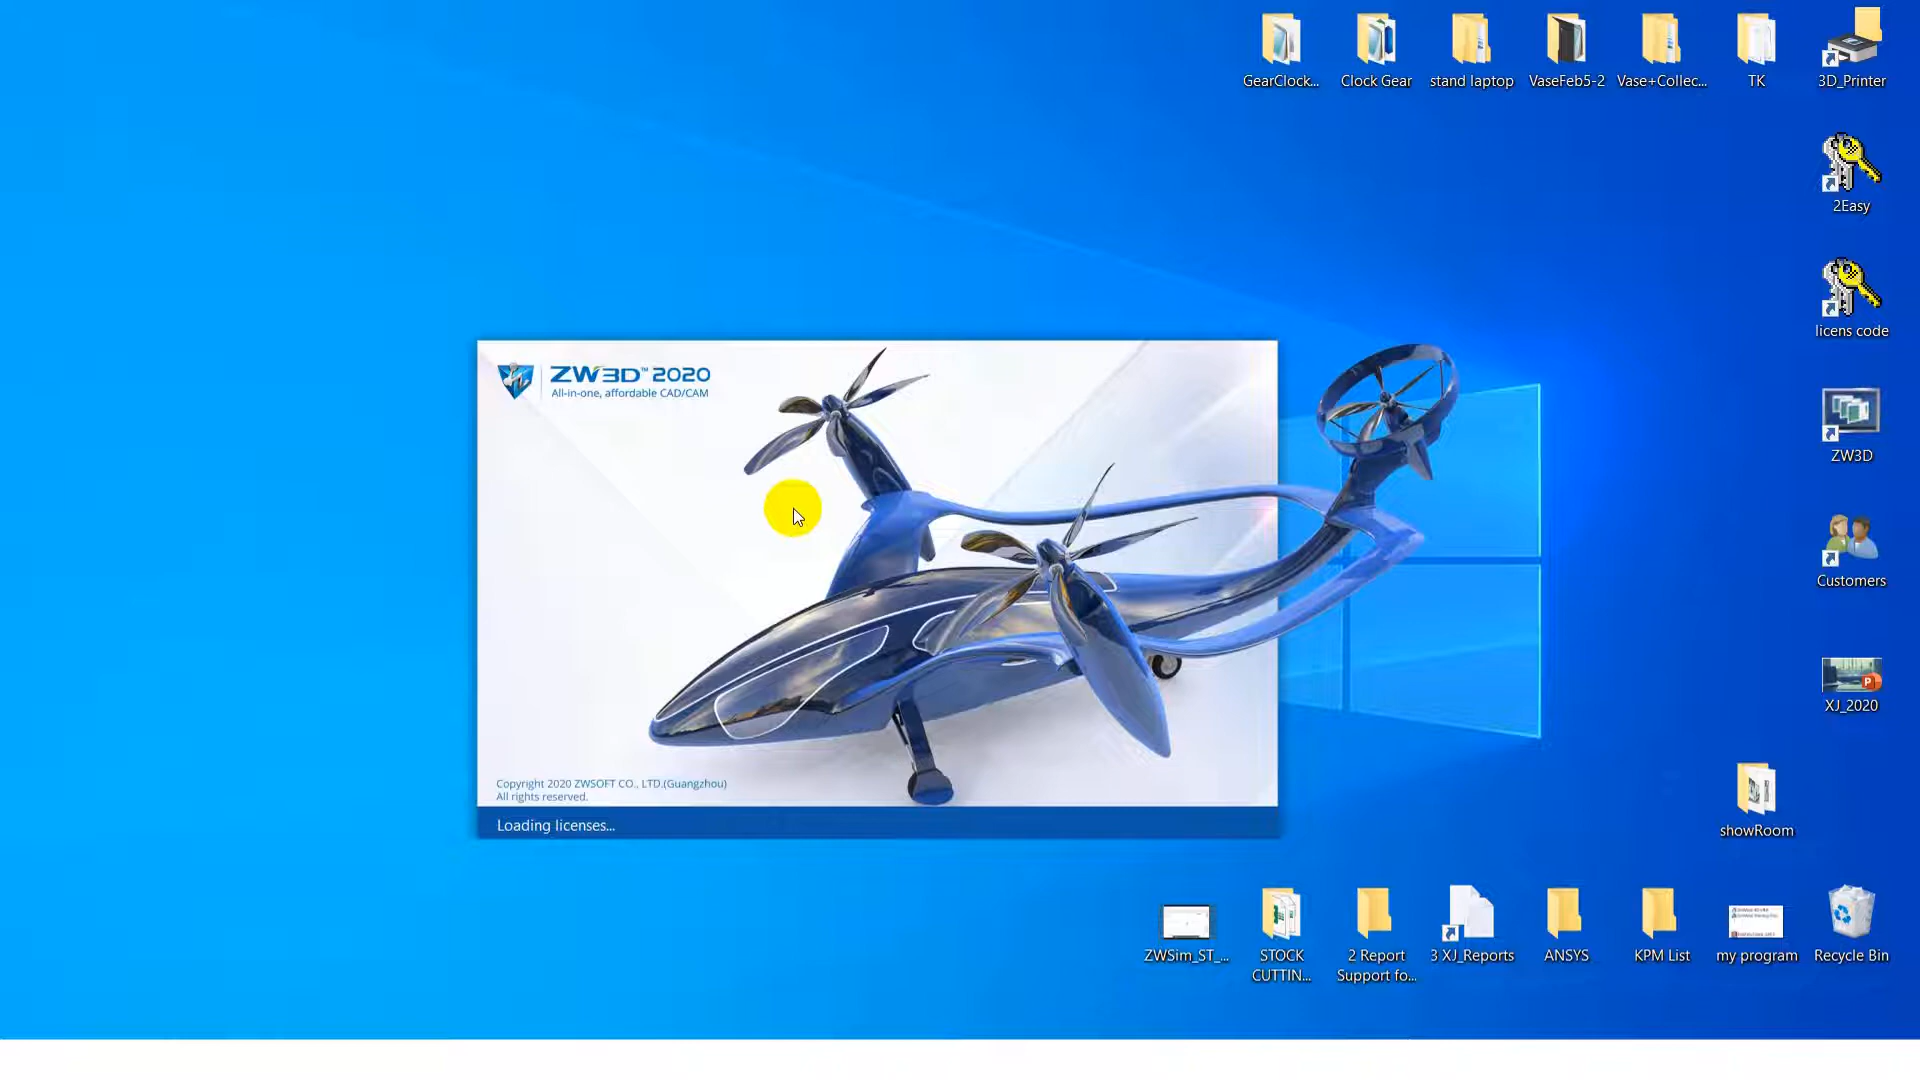 GearClock...
Clock Gear
stand laptop
VaseFeb5-2
Vase+Collec...
TK
3D_Printer
2Easy
licens code
ZW3D™ 2020
All-in-one, affordable CAD/CAM
ZW3D
Customers
XJ_2020
Copyright 2020 ZWSOFT CO., LTD.(Guangzhou)
All rights reserved.
Loading licenses...
showRoom
ZWSim_ST_...
STOCK
CUTTIN...
2 Report
Support fo...
3 XJ_Reports
ANSYS
KPM List
my program
Recycle Bin